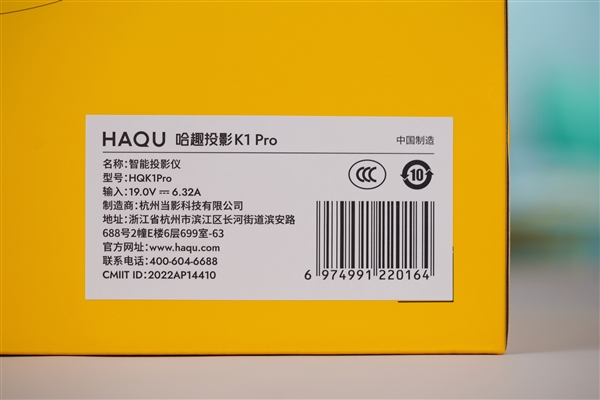 HAQU 哈趣投影K1 Pro
中国制造
名称:智能投影仪
型号:HQK1Pro
输入:19.0V⎓6.32A
制造商:杭州当影科技有限公司
地址:浙江省杭州市滨江区长河街道滨安路
688号2幢E楼6层699室-63
官方网址:www.haqu.com
联系电话:400-604-6688
CMIIT ID:2022AP14410
CCC
10
6 974991 220164